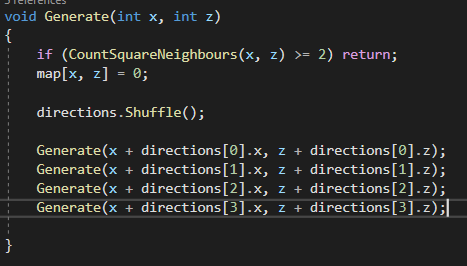 5 references
void Generate(int x, int z)
{
if (CountSquareNeighbours(x, z) >= 2) return;
map[x, z] = 0;
directions.Shuffle();
Generate(x + directions[0].x, z + directions[0].z);
Generate(x + directions[1].x, z + directions[1].z);
Generate(x + directions[2].x, z + directions[2].z);
Generate(x + directions[3].x, z + directions[3].z);
}